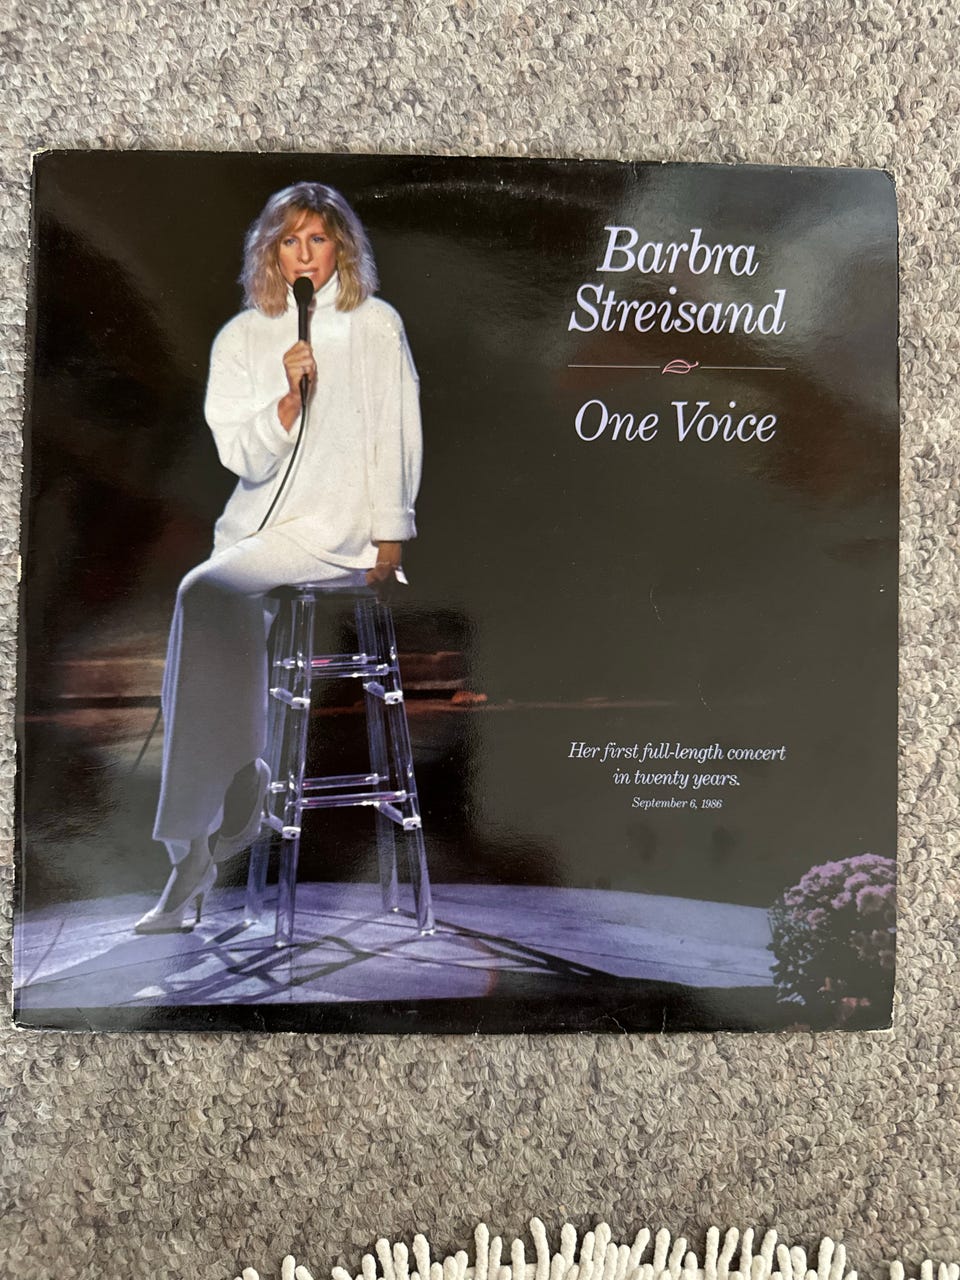 Barbra
Streisand
One Voice
Her first full-length concert
in twenty years.
September 6, 1986